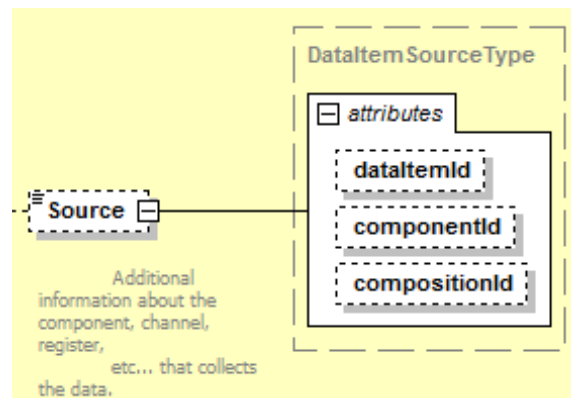 DataItemSourceType
attributes
dataItemId
componentId
compositionId
Source
Additional
information about the
component, channel,
register,
etc... that collects
the data.